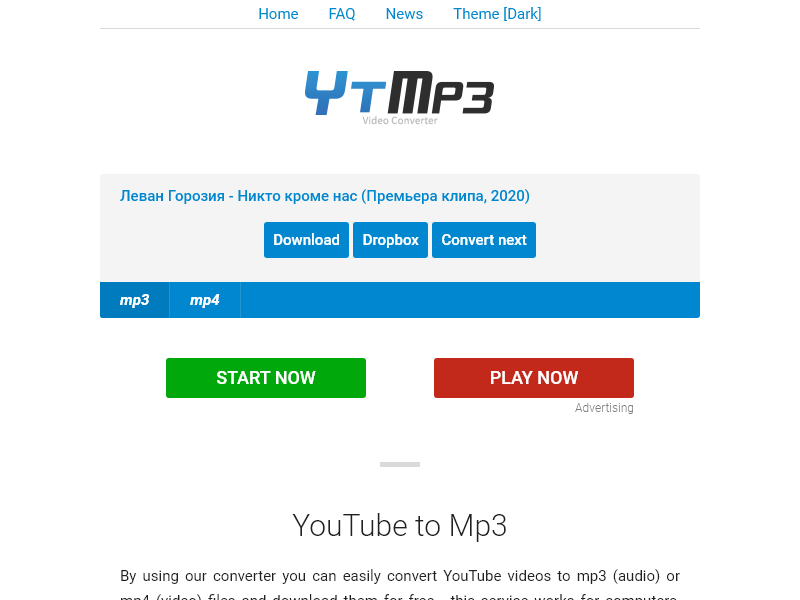 Home FAQ News Theme [Dark]
YTMP3
Video Converter
Леван Горозия - Никто кроме нас (Премьера клипа, 2020)
Download Dropbox Convert next
mp3 mp4
START NOW PLAY NOW
Advertising
YouTube to Mp3
By using our converter you can easily convert YouTube videos to mp3 (audio) or
mp4 (video) files and download them for free - this service works for computers,